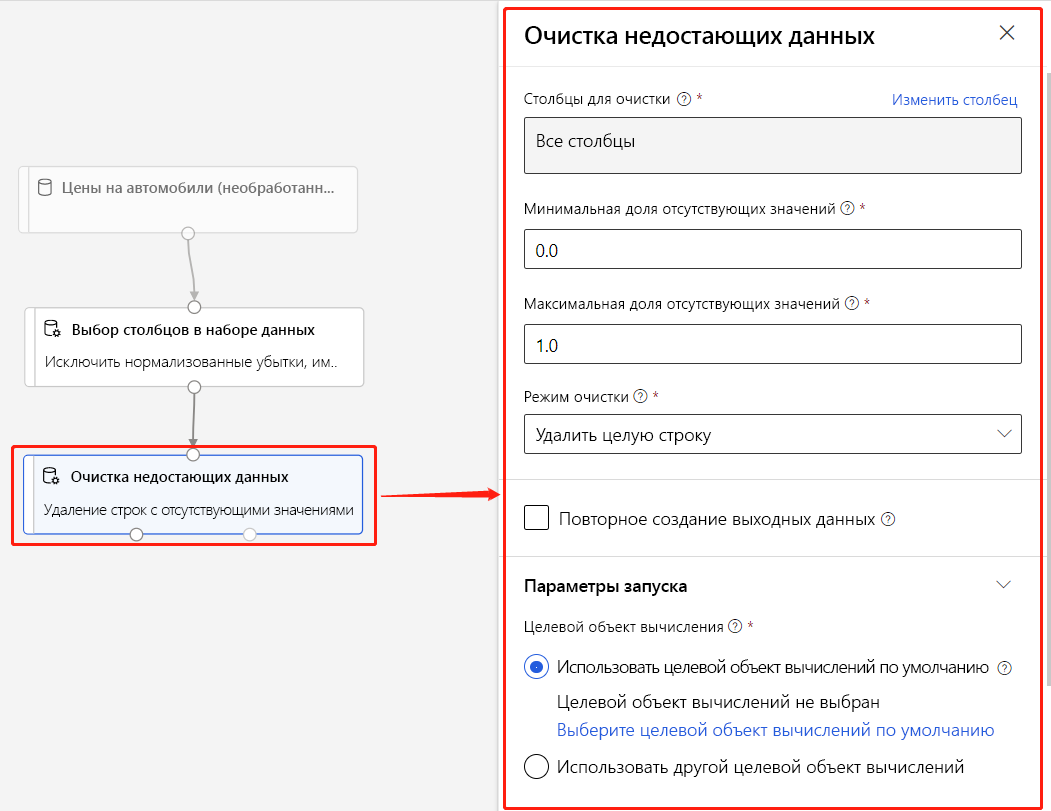 Цены на автомобили (необработанн...
Выбор столбцов в наборе данных
Исключить нормализованные убытки, им..
Очистка недостающих данных
Удаление строк с отсутствующими значениями
Очистка недостающих данных
Столбцы для очистки ? *
Изменить столбец
Все столбцы
Минимальная доля отсутствующих значений ? *
0.0
Максимальная доля отсутствующих значений ? *
1.0
Режим очистки ? *
Удалить целую строку
Повторное создание выходных данных ?
Параметры запуска
Целевой объект вычисления ? *
Использовать целевой объект вычислений по умолчанию ?
Целевой объект вычислений не выбран
Выберите целевой объект вычислений по умолчанию
Использовать другой целевой объект вычислений